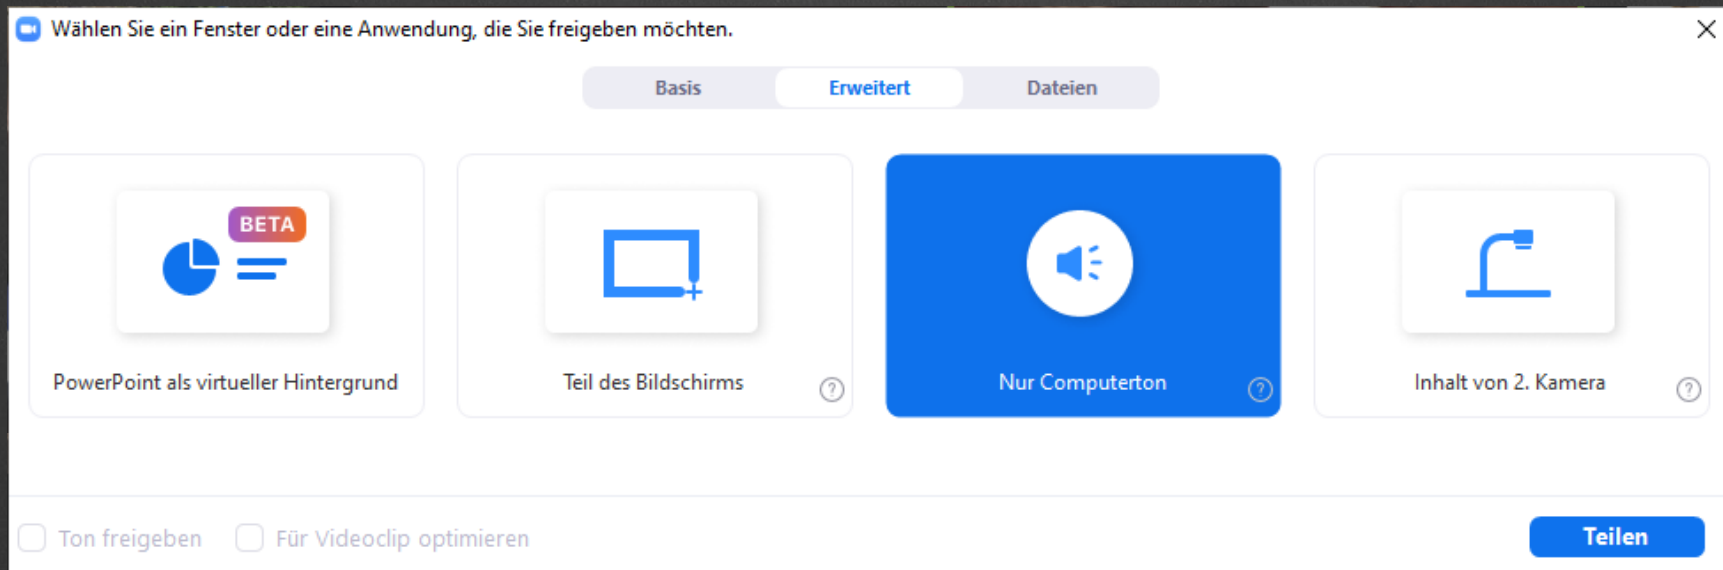 Wählen Sie ein Fenster oder eine Anwendung, die Sie freigeben möchten.
Basis
Erweitert
Dateien
BETA
PowerPoint als virtueller Hintergrund
Teil des Bildschirms
?
Nur Computerton
?
Inhalt von 2. Kamera
?
Ton freigeben
Für Videoclip optimieren
Teilen